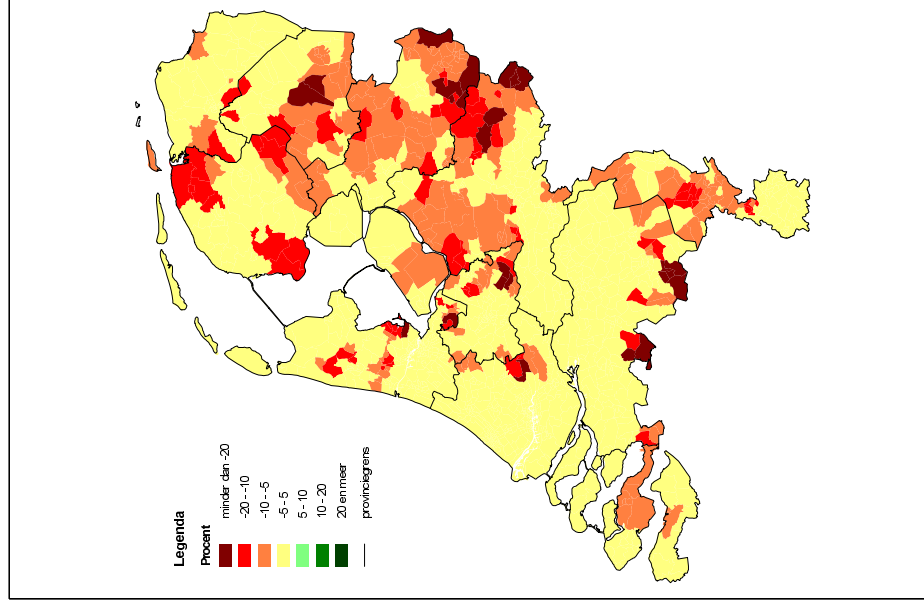 Legenda
Procent
minder dan -20
-20 - -10
-10 - -5
-5 - 5
5 - 10
10 - 20
20 en meer
provinciegrens